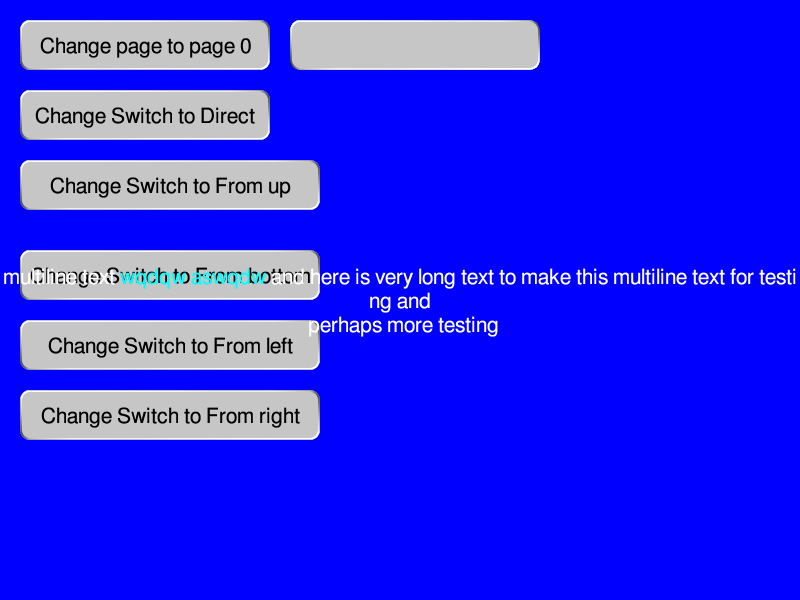 Change page to page 0
Change Switch to Direct
Change Switch to From up
Change Switch to From bottom
multiline text wqdqw aswqdw and here is very long text to make this multiline text for testi
ng and
perhaps more testing
Change Switch to From left
Change Switch to From right